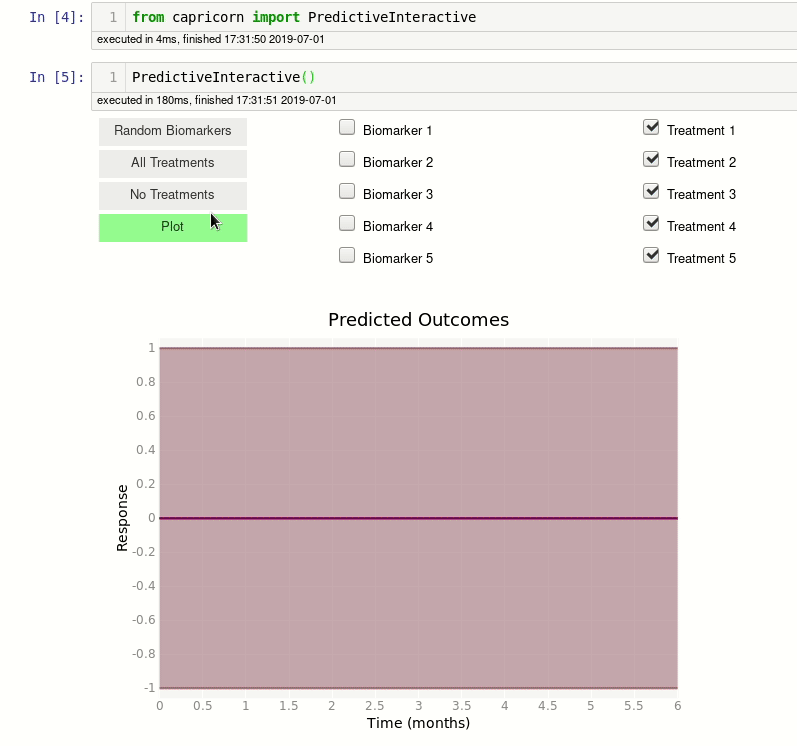 In [4]: 1 from capricorn import PredictiveInteractive
executed in 4ms, finished 17:31:50 2019-07-01
In [5]: 1 PredictiveInteractive()
executed in 180ms, finished 17:31:51 2019-07-01
Random Biomarkers Biomarker 1 Treatment 1
All Treatments Biomarker 2 Treatment 2
No Treatments Biomarker 3 Treatment 3
Plot Biomarker 4 Treatment 4
Biomarker 5 Treatment 5
Predicted Outcomes
1
0.8
0.6
0.4
0.2
0
-0.2
-0.4
-0.6
-0.8
-1
Response
0 0.5 1 1.5 2 2.5 3 3.5 4 4.5 5 5.5 6
Time (months)